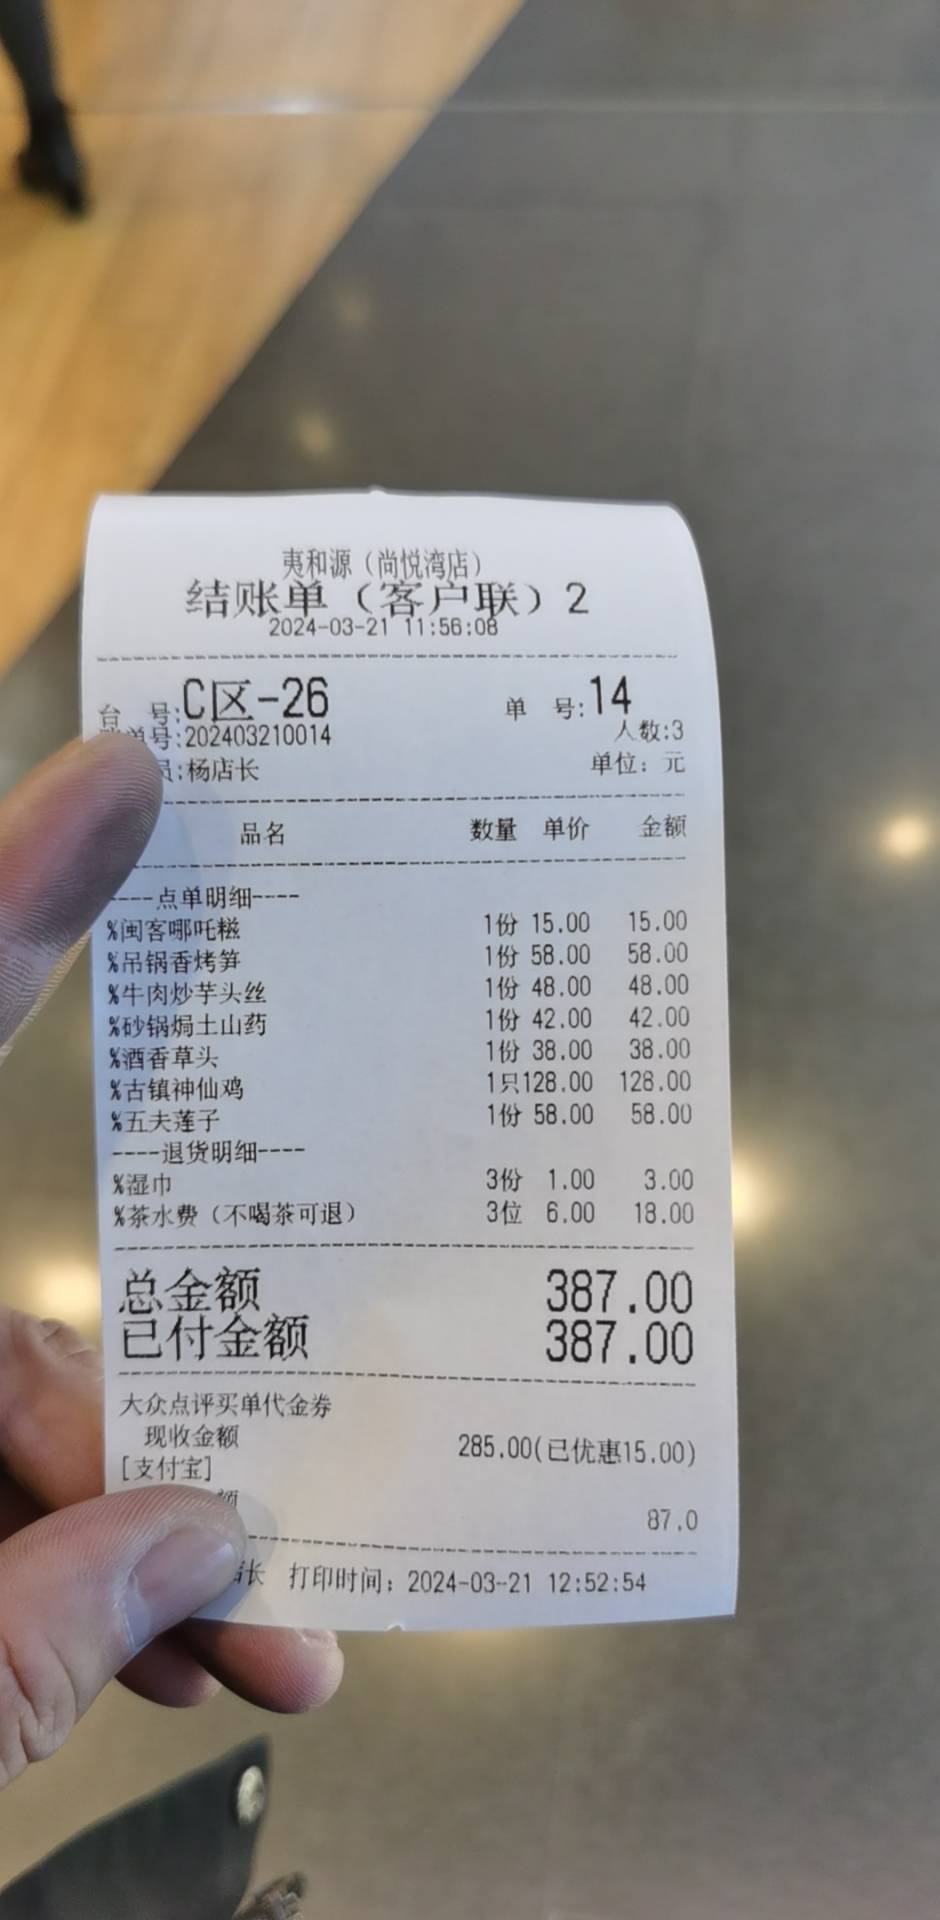 夷和源（尚悦湾店）
结账单（客户联）2
2024-03-21 11:56:08
台 号:C区-26 单 号:14
单号:202403210014 人数:3
员:杨店长 单位: 元
品名 数量 单价 金额
----点单明细----
%闽客哪吒糍 1份 15.00 15.00
%吊锅香烤笋 1份 58.00 58.00
%牛肉炒芋头丝 1份 48.00 48.00
%砂锅焗土山药 1份 42.00 42.00
%酒香草头 1份 38.00 38.00
%古镇神仙鸡 1只128.00 128.00
%五夫莲子 1份 58.00 58.00
----退货明细----
%湿巾 3份 1.00 3.00
%茶水费（不喝茶可退） 3位 6.00 18.00
总金额 387.00
已付金额 387.00
大众点评买单代金券
现收金额 285.00(已优惠15.00)
[支付宝]
额 87.0
店长 打印时间: 2024-03-21 12:52:54